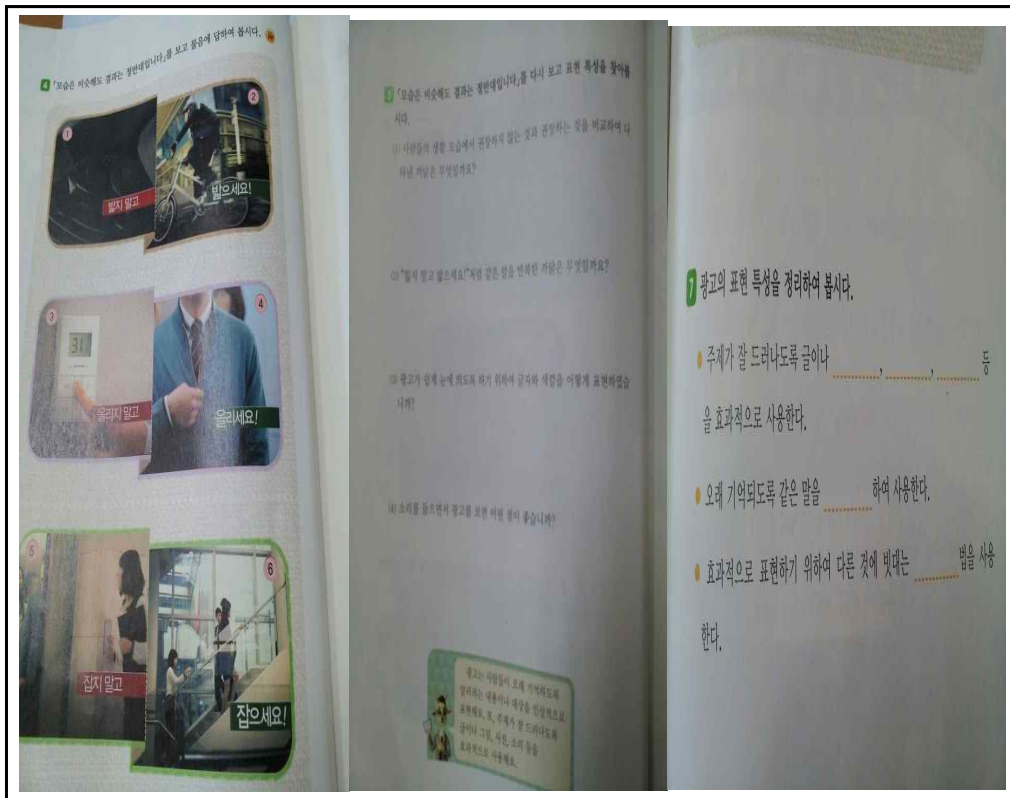 4 「모습은 비슷해도 결과는 정반대입니다」를 보고 물음에 답하여 봅시다.
1
2
밟지 말고
밟으세요!
3
4
31
올리지 말고
올리세요!
5
6
잡지 말고
잡으세요!
「모습은 비슷해도 결과는 정반대입니다」를 다시 보고 표현 특성을 찾아봅
시다.
(1) 사람들의 생활 모습에서 권장하지 않는 것과 권장하는 것을 비교하여 나
타낸 까닭은 무엇일까요?
(2) "밟지 말고 밟으세요!"처럼 같은 말을 반복한 까닭은 무엇일까요?
(3) 광고가 쉽게 눈에 띄도록 하기 위하여 글자와 색깔을 어떻게 표현하였습
니까?
(4) 소리를 들으면서 광고를 보면 어떤 점이 좋습니까?
광고는 사람들이 오래 기억하도록
알리려는 내용이나 대상을 인상적으로
표현해요. 또, 주제가 잘 드러나도록
글이나 그림, 사진, 소리 등을
효과적으로 사용해요.
7 광고의 표현 특성을 정리하여 봅시다.
주제가 잘 드러나도록 글이나 , , 등
을 효과적으로 사용한다.
오래 기억되도록 같은 말을 하여 사용한다.
효과적으로 표현하기 위하여 다른 것에 빗대는 법을 사용
한다.